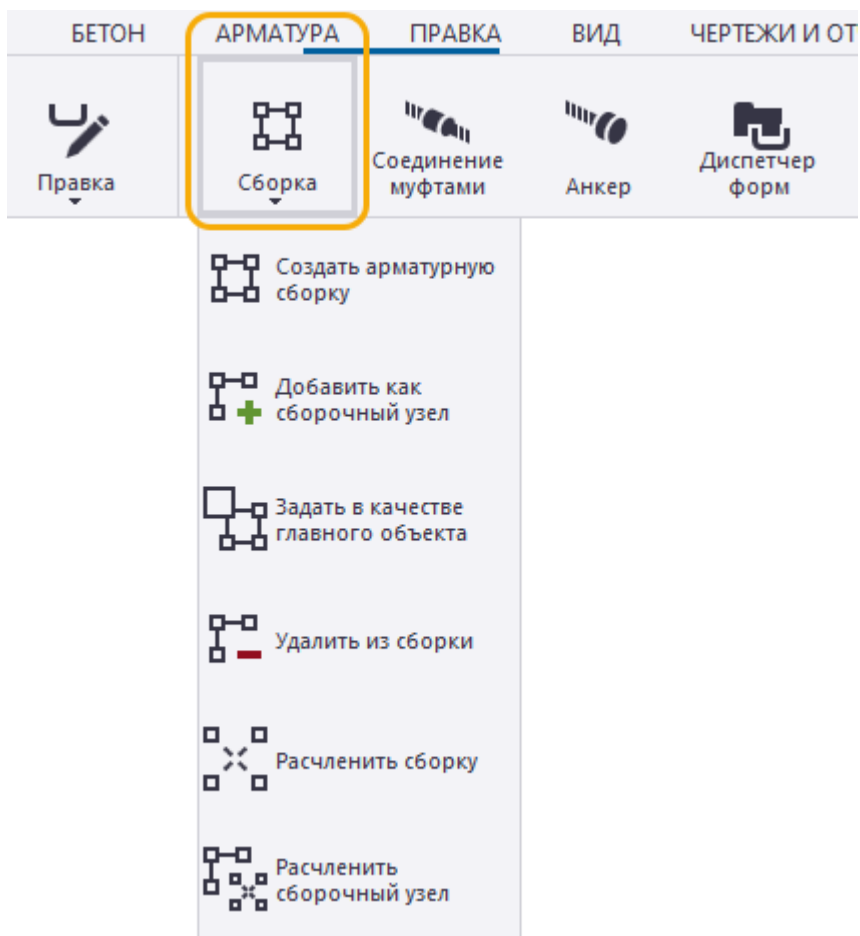 БЕТОН АРМАТУРА ПРАВКА ВИД ЧЕРТЕЖИ И ОТ
Правка
Сборка
Соединение
муфтами
Анкер
Диспетчер
форм
Создать арматурную
сборку
Добавить как
сборочный узел
Задать в качестве
главного объекта
Удалить из сборки
Расчленить сборку
Расчленить
сборочный узел